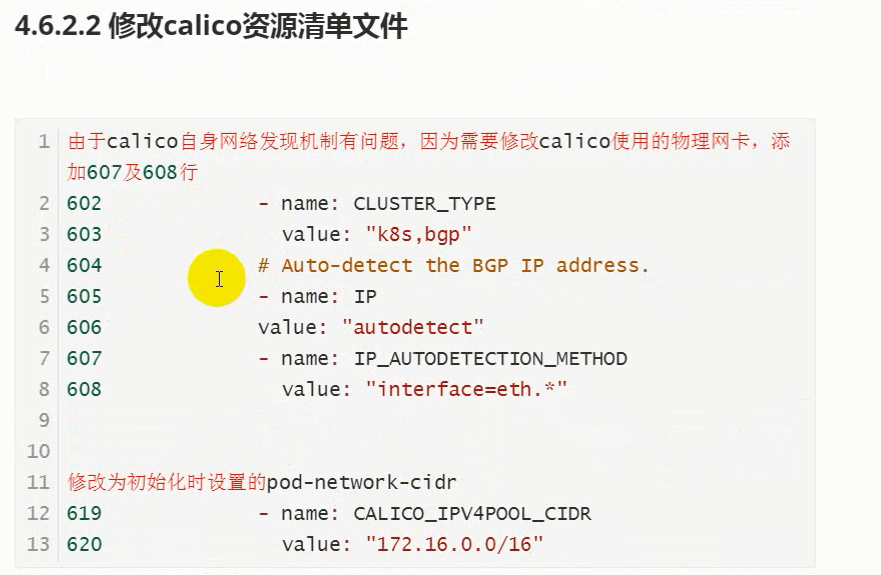 4.6.2.2 修改calico资源清单文件
1 由于calico自身网络发现机制有问题，因为需要修改calico使用的物理网卡，添
加607及608行
2 602             - name: CLUSTER_TYPE
3 603               value: "k8s,bgp"
4 604             # Auto-detect the BGP IP address.
5 605             - name: IP
6 606             value: "autodetect"
7 607             - name: IP_AUTODETECTION_METHOD
8 608               value: "interface=eth.*"
9
10
11 修改为初始化时设置的pod-network-cidr
12 619             - name: CALICO_IPV4POOL_CIDR
13 620               value: "172.16.0.0/16"